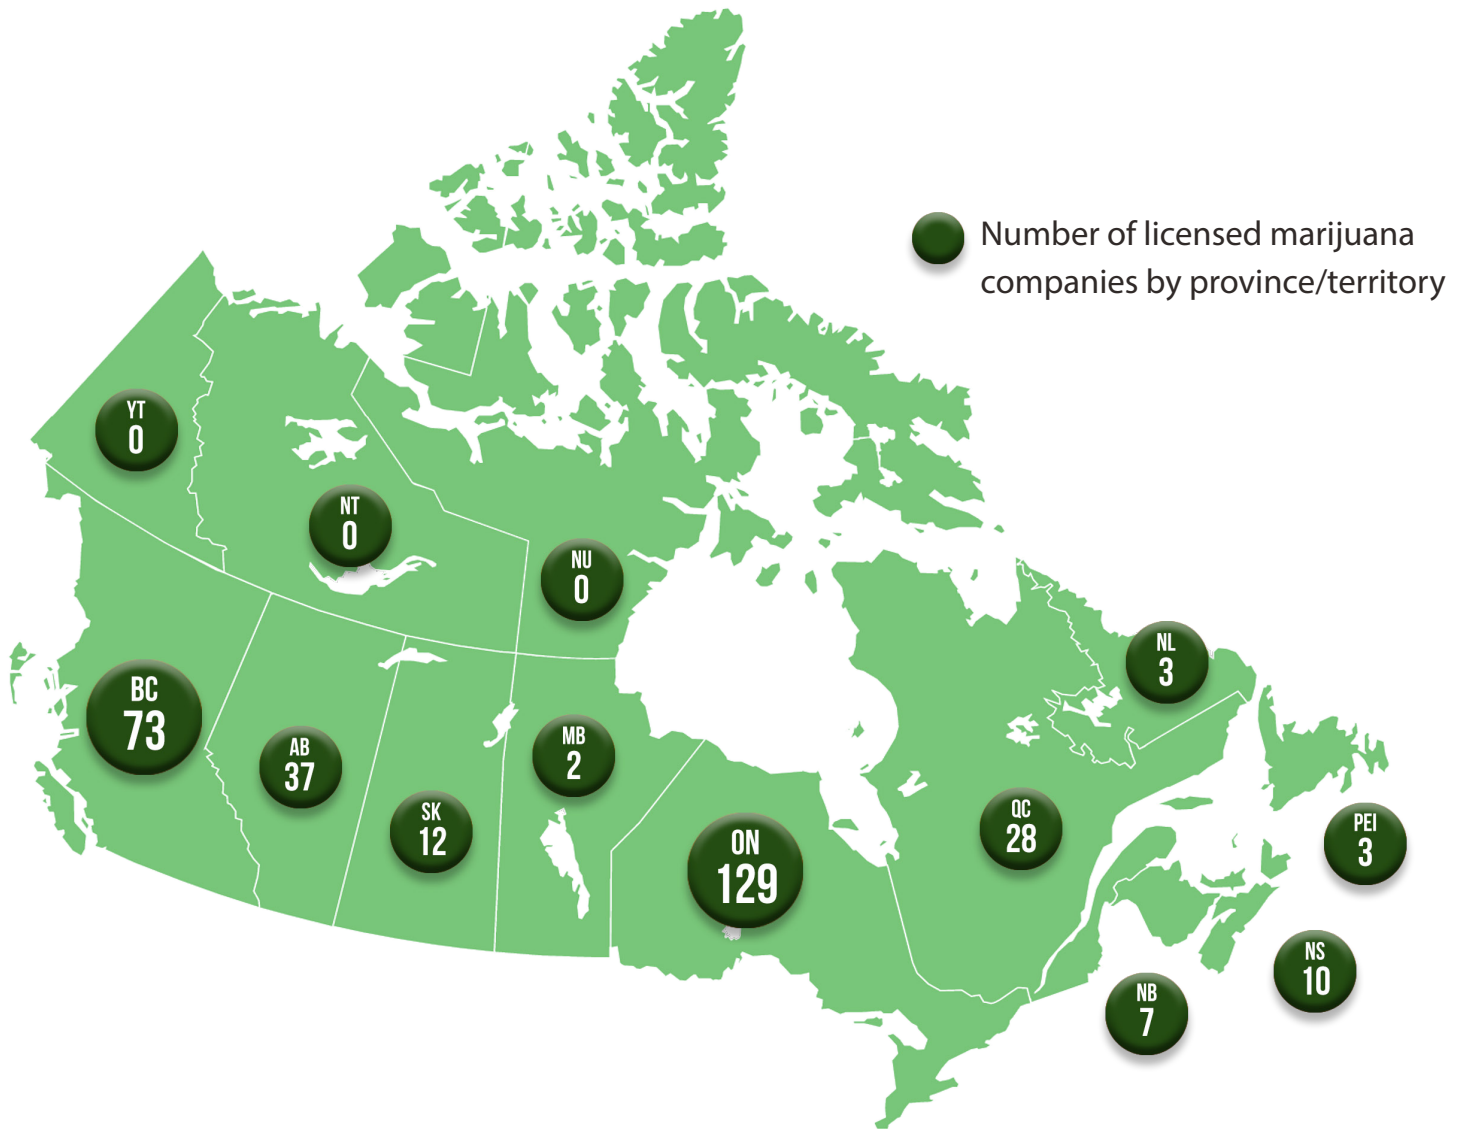 Number of licensed marijuana
companies by province/territory
YT
0
NT
0
NU
0
NL
3
BC
73
AB
37
SK
12
MB
2
ON
129
QC
28
PEI
3
NS
10
NB
7